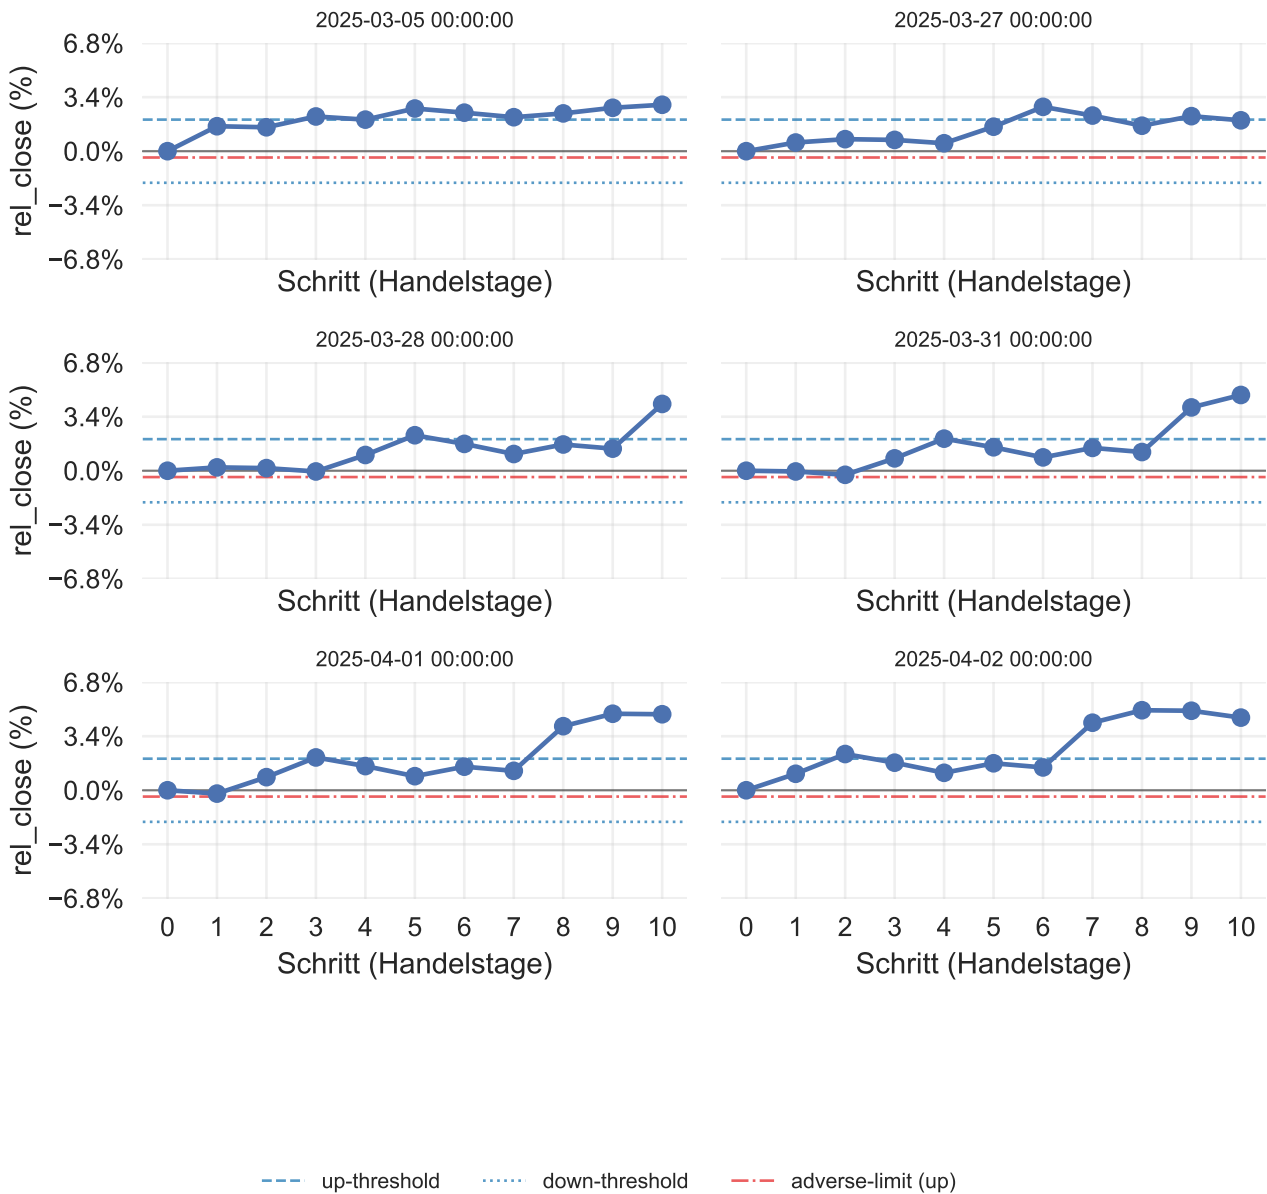 2025-03-05 00:00:00
2025-03-27 00:00:00
6.8%
3.4%
0.0%
−3.4%
−6.8%
rel_close (%)
Schritt (Handelstage)
Schritt (Handelstage)
2025-03-28 00:00:00
2025-03-31 00:00:00
6.8%
3.4%
0.0%
−3.4%
−6.8%
rel_close (%)
Schritt (Handelstage)
Schritt (Handelstage)
2025-04-01 00:00:00
2025-04-02 00:00:00
6.8%
3.4%
0.0%
−3.4%
−6.8%
rel_close (%)
0 1 2 3 4 5 6 7 8 9 10
0 1 2 3 4 5 6 7 8 9 10
Schritt (Handelstage)
Schritt (Handelstage)
up-threshold
down-threshold
adverse-limit (up)